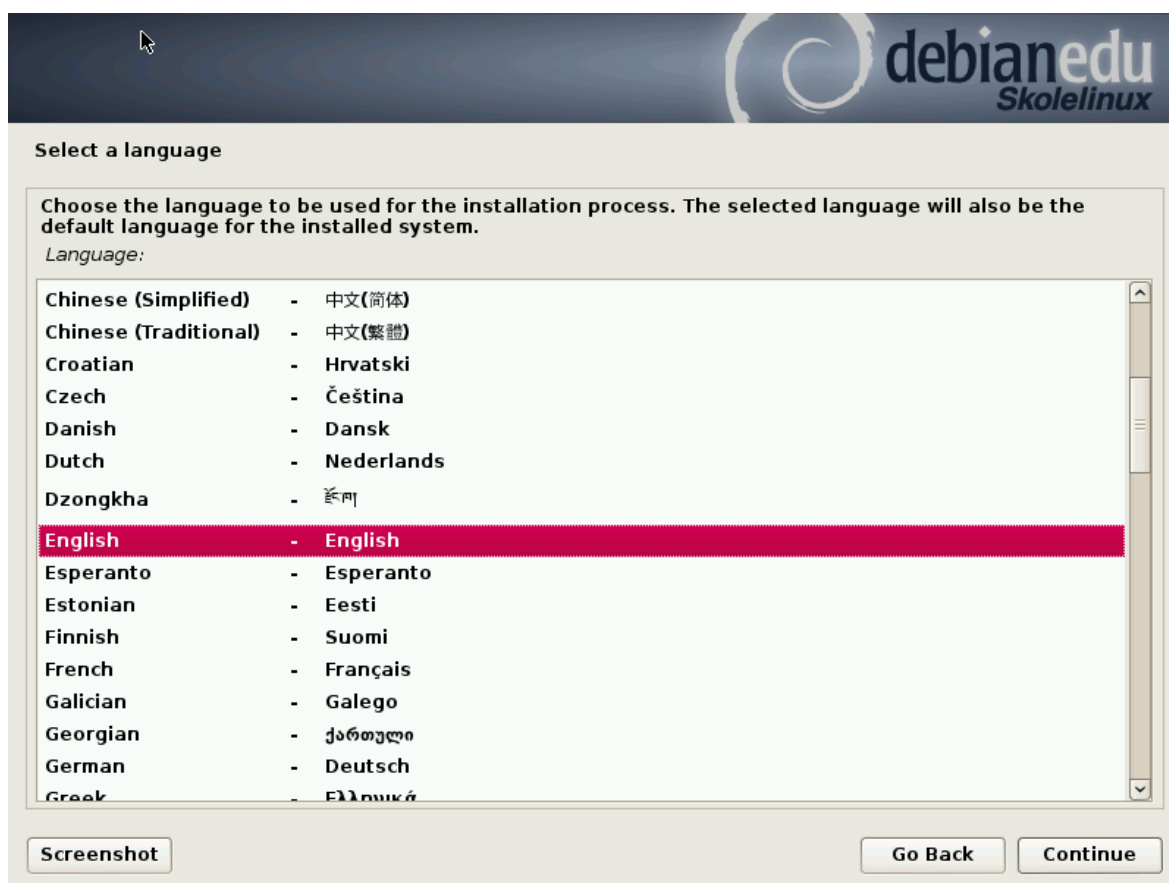 debianedu
Skolelinux
Select a language
Choose the language to be used for the installation process. The selected language will also be the
default language for the installed system.
Language:
Chinese (Simplified) - 中文(简体)
Chinese (Traditional) - 中文(繁體)
Croatian - Hrvatski
Czech - Čeština
Danish - Dansk
Dutch - Nederlands
Dzongkha - རྫོང་ཁ།
English - English
Esperanto - Esperanto
Estonian - Eesti
Finnish - Suomi
French - Français
Galician - Galego
Georgian - ქართული
German - Deutsch
Greek - Ελληνικά
Screenshot Go Back Continue